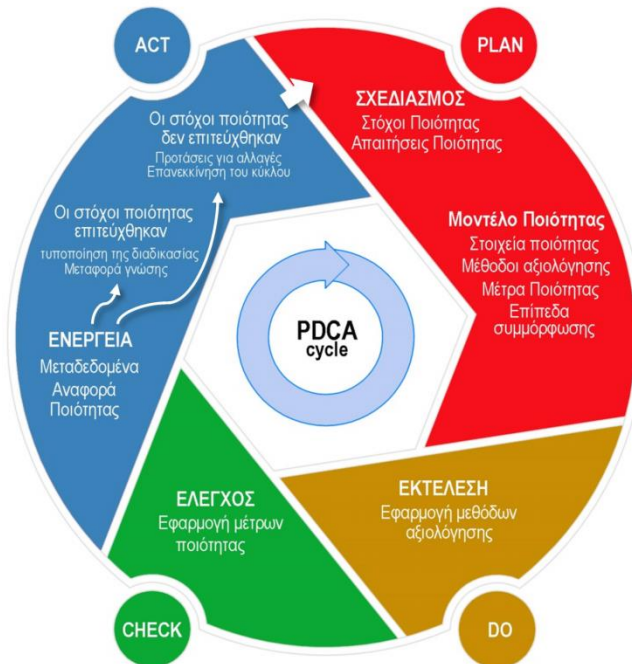 ACT
PLAN
ΣΧΕΔΙΑΣΜΟΣ
Στόχοι Ποιότητας
Απαιτήσεις Ποιότητας
Μοντέλο Ποιότητας
Στοιχεία ποιότητας
Μέθοδοι αξιολόγησης
Μέτρα Ποιότητας
Επίπεδα
συμμόρφωσης
ΕΚΤΕΛΕΣΗ
Εφαρμογή μεθόδων
αξιολόγησης
DO
ΕΛΕΓΧΟΣ
Εφαρμογή μέτρων
ποιότητας
CHECK
ΕΝΕΡΓΕΙΑ
Μεταδεδομένα
Αναφορά
Ποιότητας
Οι στόχοι ποιότητας
επιτεύχθηκαν
τυποποίηση της διαδικασίας
Μεταφορά γνώσης
Οι στόχοι ποιότητας
δεν επιτεύχθηκαν
Προτάσεις για αλλαγές
Επανεκκίνηση του κύκλου
PDCA
cycle